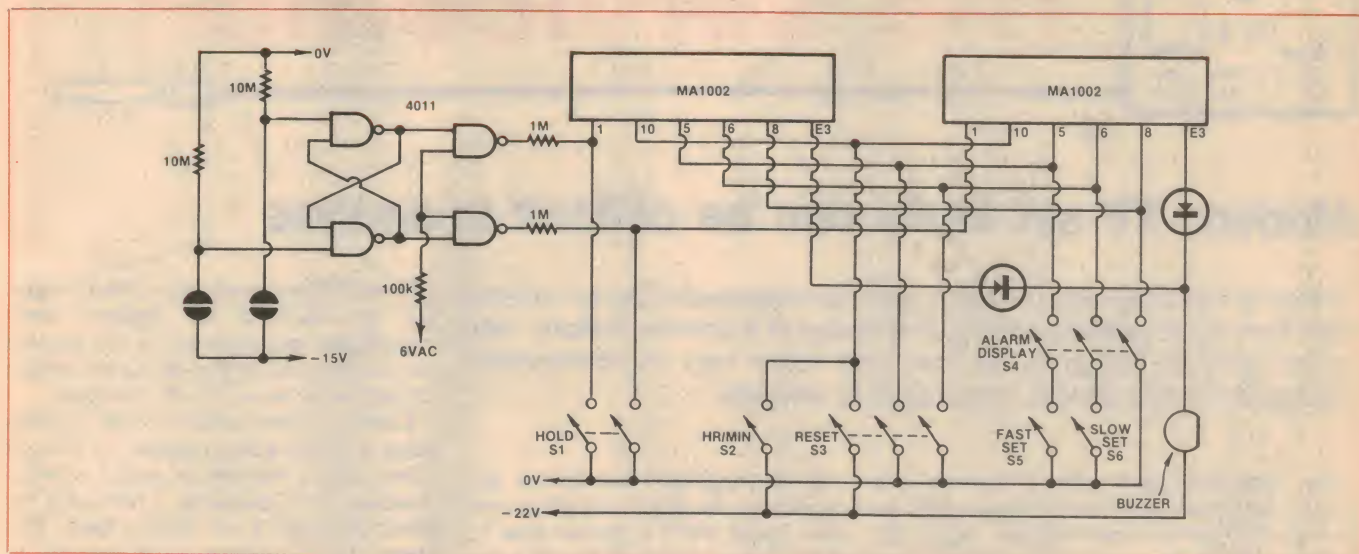 Modern
0V
10M
4011
10M
1M
1M
100k
6VAC
-15V
MA1002
1 10 5 6 8 E3
MA1002
1 10 5 6 8 E3
HOLD
S1
HR/MIN
S2
RESET
S3
ALARM
DISPLAY
S4
FAST
SET
S5
SLOW
SET
S6
0V
-22V
BUZZER